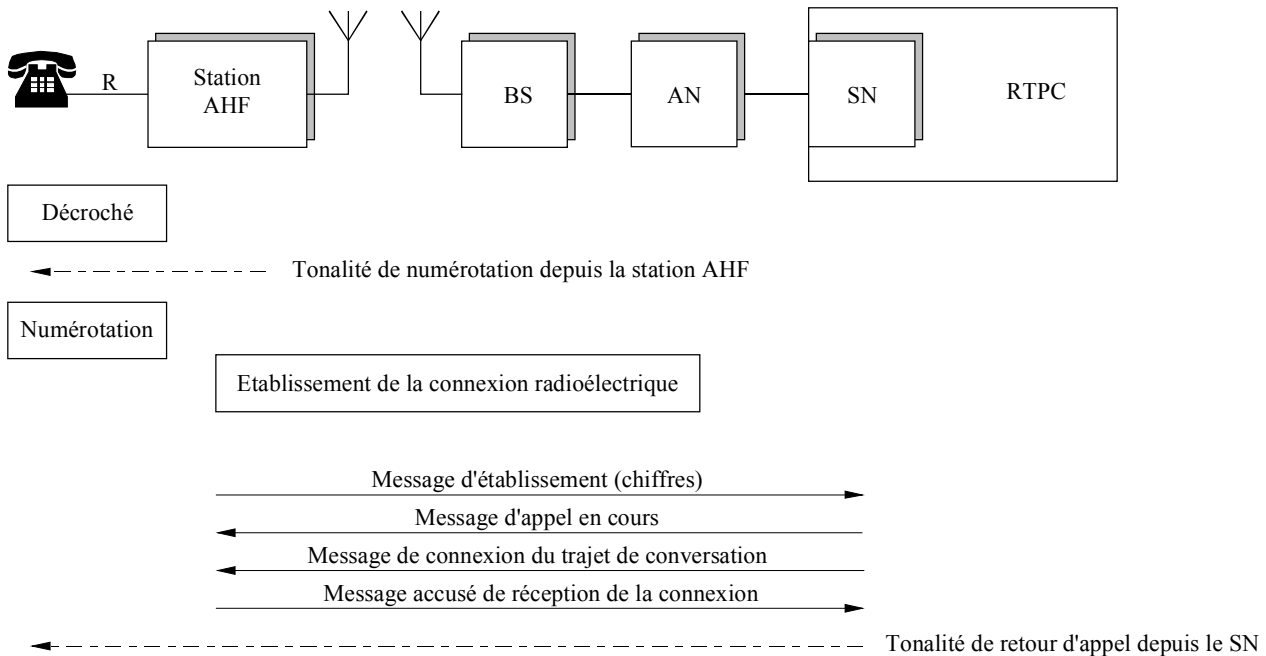 R
Station
AHF
BS
AN
SN
RTPC
Décroché
Tonalité de numérotation depuis la station AHF
Numérotation
Etablissement de la connexion radioélectrique
Message d'établissement (chiffres)
Message d'appel en cours
Message de connexion du trajet de conversation
Message accusé de réception de la connexion
Tonalité de retour d'appel depuis le SN